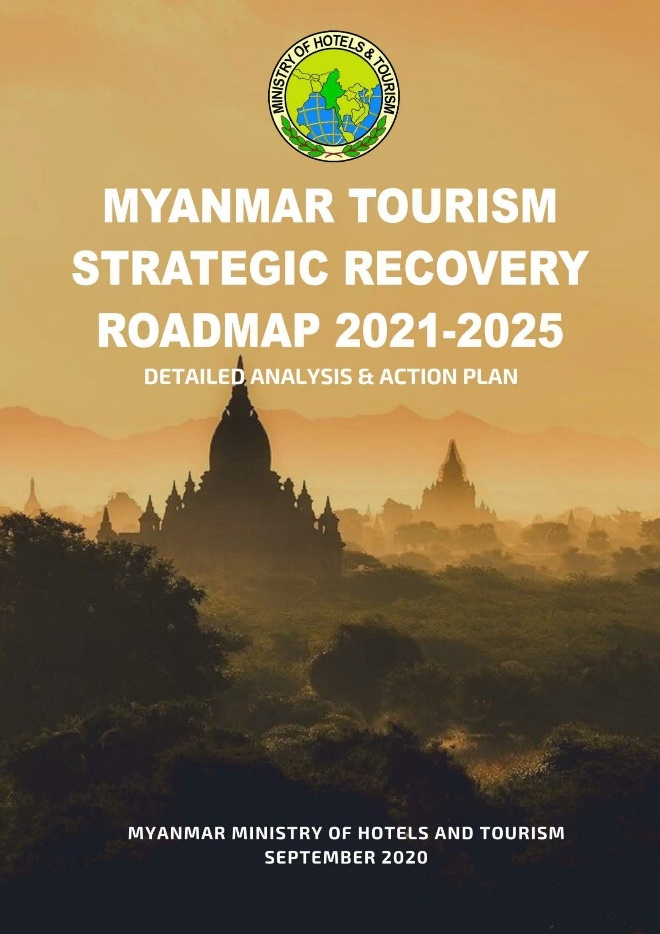 MINISTRY OF HOTELS & TOURISM
MYANMAR TOURISM
STRATEGIC RECOVERY
ROADMAP 2021-2025
DETAILED ANALYSIS & ACTION PLAN
MYANMAR MINISTRY OF HOTELS AND TOURISM
SEPTEMBER 2020